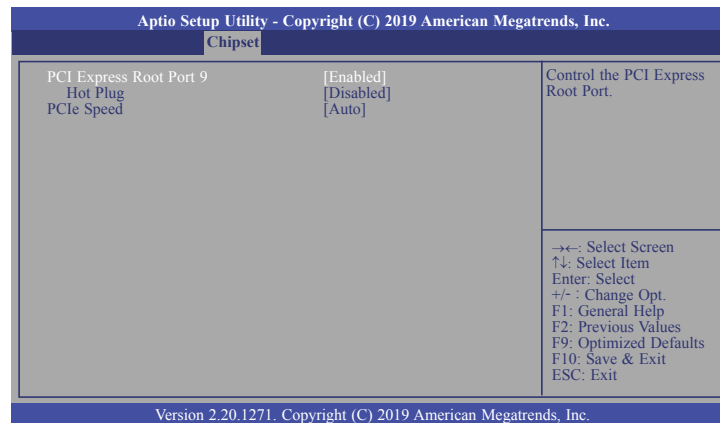 Aptio Setup Utility - Copyright (C) 2019 American Megatrends, Inc.
Chipset
PCI Express Root Port 9 [Enabled]
Hot Plug [Disabled]
PCIe Speed [Auto]
Control the PCI Express
Root Port.
→←: Select Screen
↑↓: Select Item
Enter: Select
+/- : Change Opt.
F1: General Help
F2: Previous Values
F9: Optimized Defaults
F10: Save & Exit
ESC: Exit
Version 2.20.1271. Copyright (C) 2019 American Megatrends, Inc.